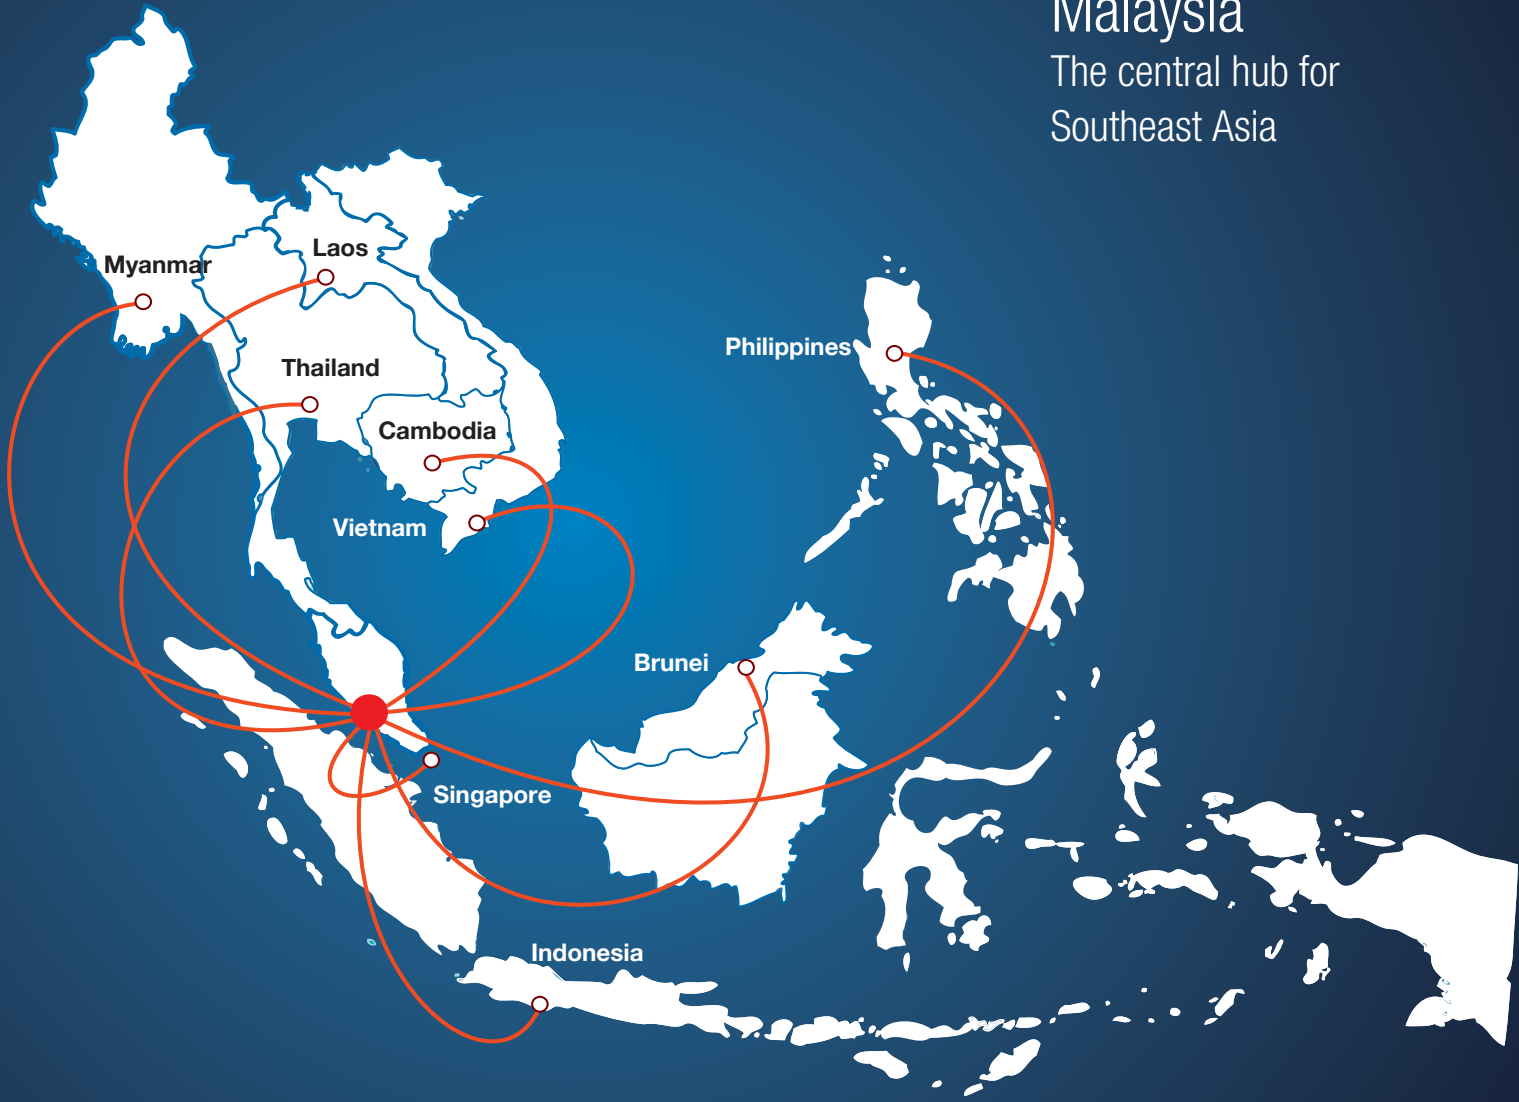 Malaysia
The central hub for
Southeast Asia
Laos
Myanmar
Philippines
Thailand
Cambodia
Vietnam
Brunei
Singapore
Indonesia